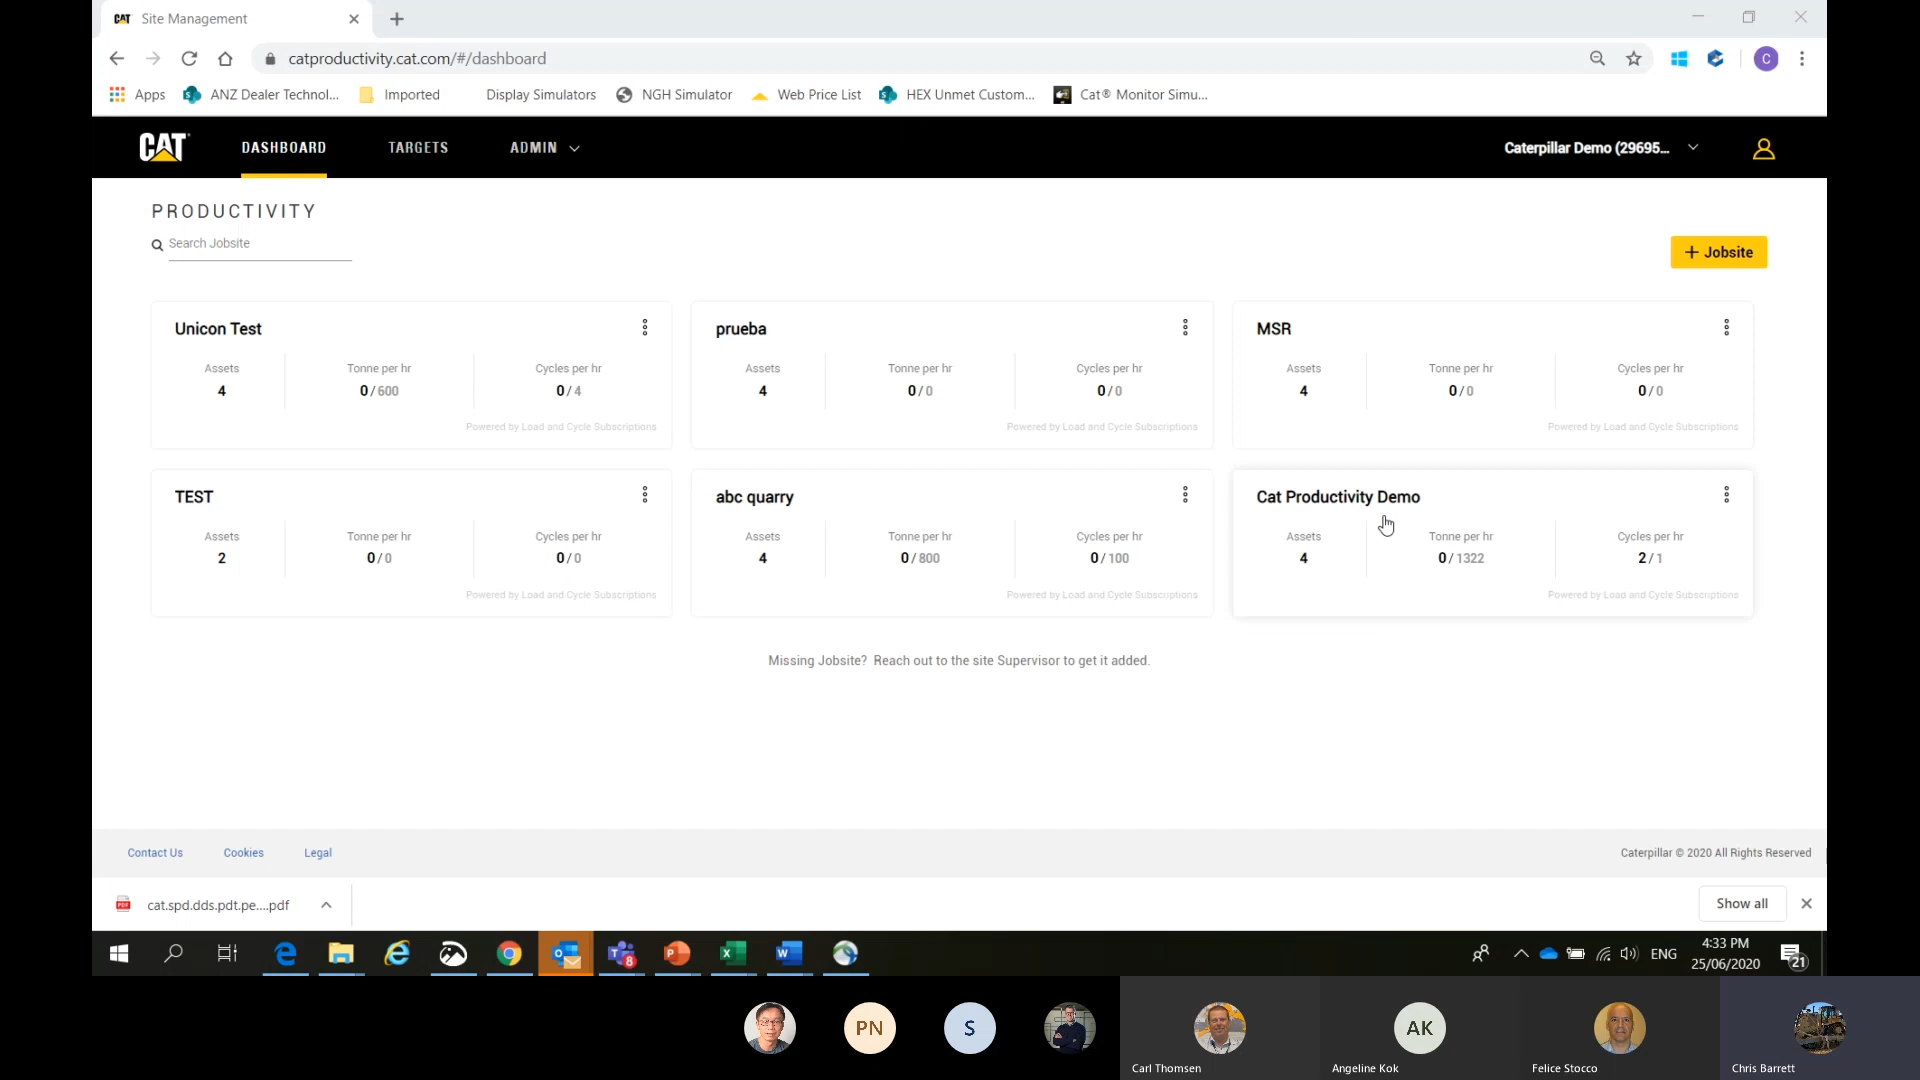 CAT Site Management
catproductivity.cat.com/#/dashboard
C
Apps ANZ Dealer Technol... Imported Display Simulators NGH Simulator Web Price List HEX Unmet Custom... Cat® Monitor Simu...
CAT DASHBOARD TARGETS ADMIN Caterpillar Demo (29695...
PRODUCTIVITY
Search Jobsite
+ Jobsite
Unicon Test
Assets Tonne per hr Cycles per hr
4 0/600 0/4
Powered by Load and Cycle Subscriptions
prueba
Assets Tonne per hr Cycles per hr
4 0/0 0/0
Powered by Load and Cycle Subscriptions
MSR
Assets Tonne per hr Cycles per hr
4 0/0 0/0
Powered by Load and Cycle Subscriptions
TEST
Assets Tonne per hr Cycles per hr
2 0/0 0/0
Powered by Load and Cycle Subscriptions
abc quarry
Assets Tonne per hr Cycles per hr
4 0/800 0/100
Powered by Load and Cycle Subscriptions
Cat Productivity Demo
Assets Tonne per hr Cycles per hr
4 0/1322 2/1
Powered by Load and Cycle Subscriptions
Missing Jobsite? Reach out to the site Supervisor to get it added.
Contact Us Cookies Legal Caterpillar © 2020 All Rights Reserved
PDF cat.spd.dds.pdt.pe....pdf Show all
ENG 4:33 PM
25/06/2020
21
8
PN S AK
Carl Thomsen Angeline Kok Felice Stocco Chris Barrett